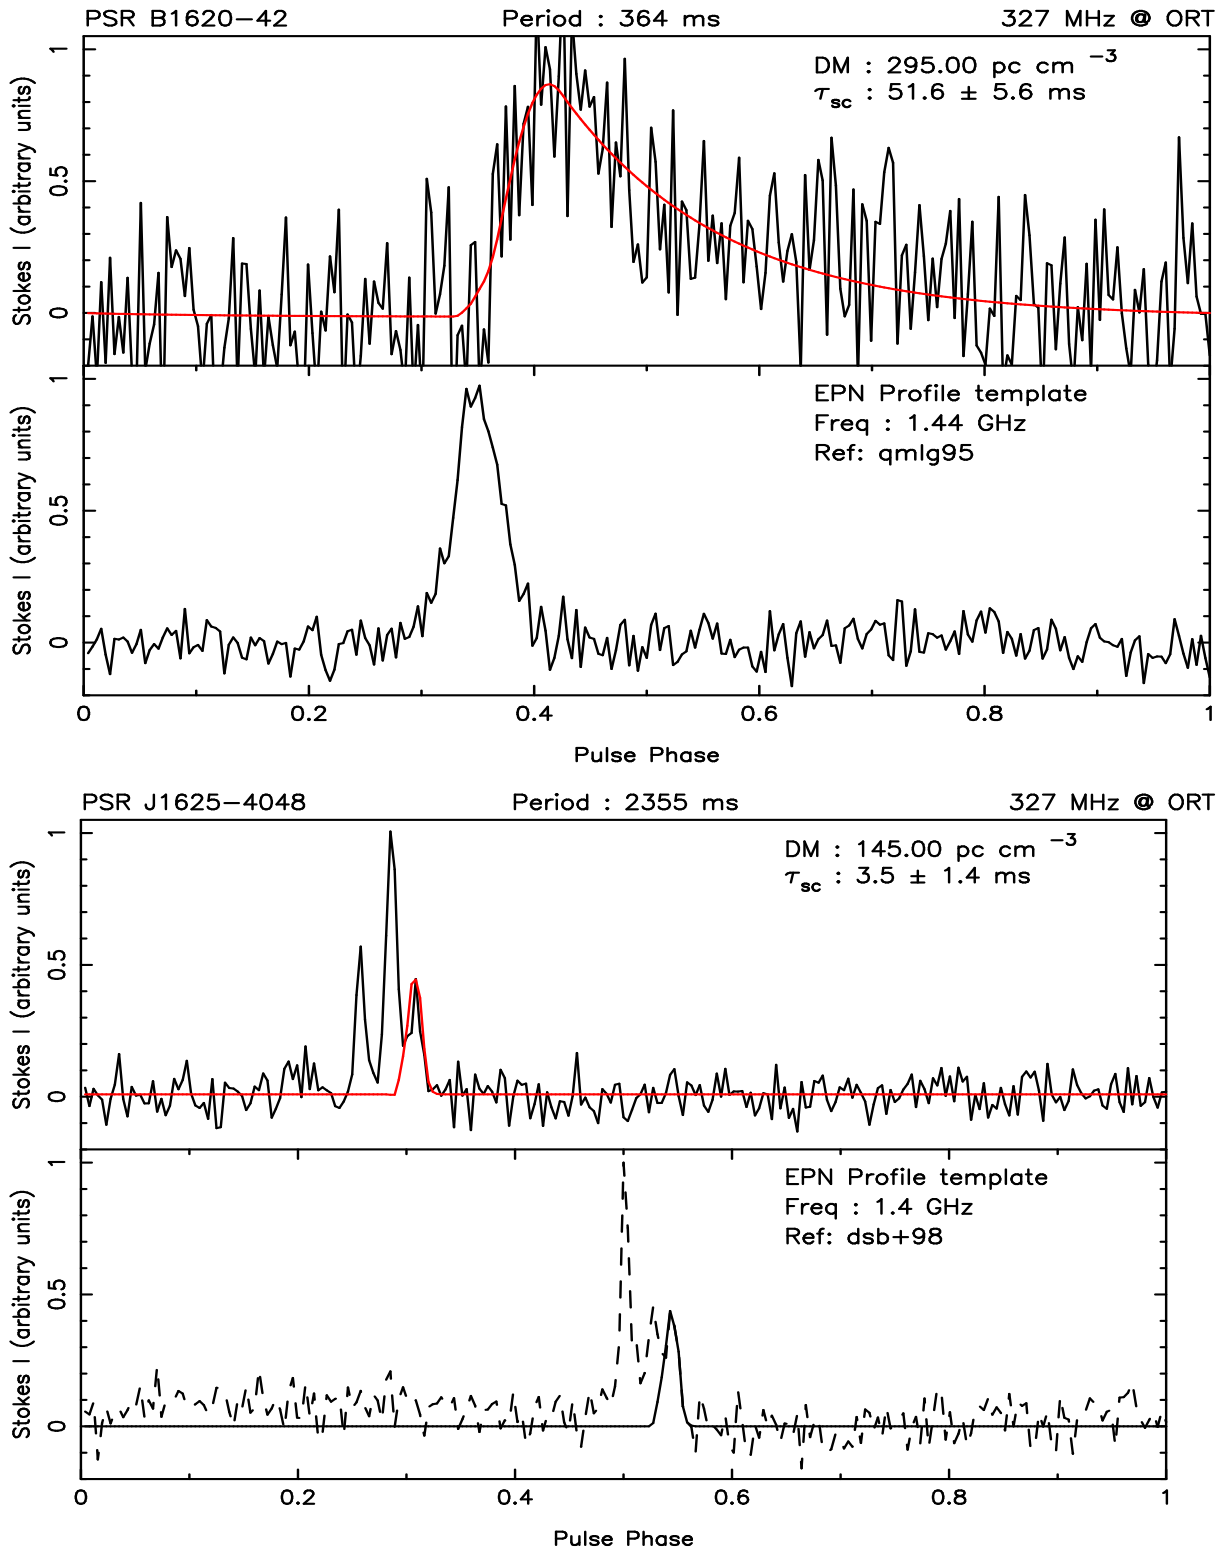 PSR B1620−42 Period : 364 ms 327 MHz @ ORT
DM : 295.00 pc cm −3
τsc : 51.6 ± 5.6 ms
Stokes I (arbitrary units)
1
0.5
0
EPN Profile template
Freq : 1.44 GHz
Ref: qmlg95
Stokes I (arbitrary units)
1
0.5
0
0 0.2 0.4 0.6 0.8 1
Pulse Phase
PSR J1625−4048 Period : 2355 ms 327 MHz @ ORT
DM : 145.00 pc cm −3
τsc : 3.5 ± 1.4 ms
Stokes I (arbitrary units)
1
0.5
0
EPN Profile template
Freq : 1.4 GHz
Ref: dsb+98
Stokes I (arbitrary units)
1
0.5
0
0 0.2 0.4 0.6 0.8 1
Pulse Phase